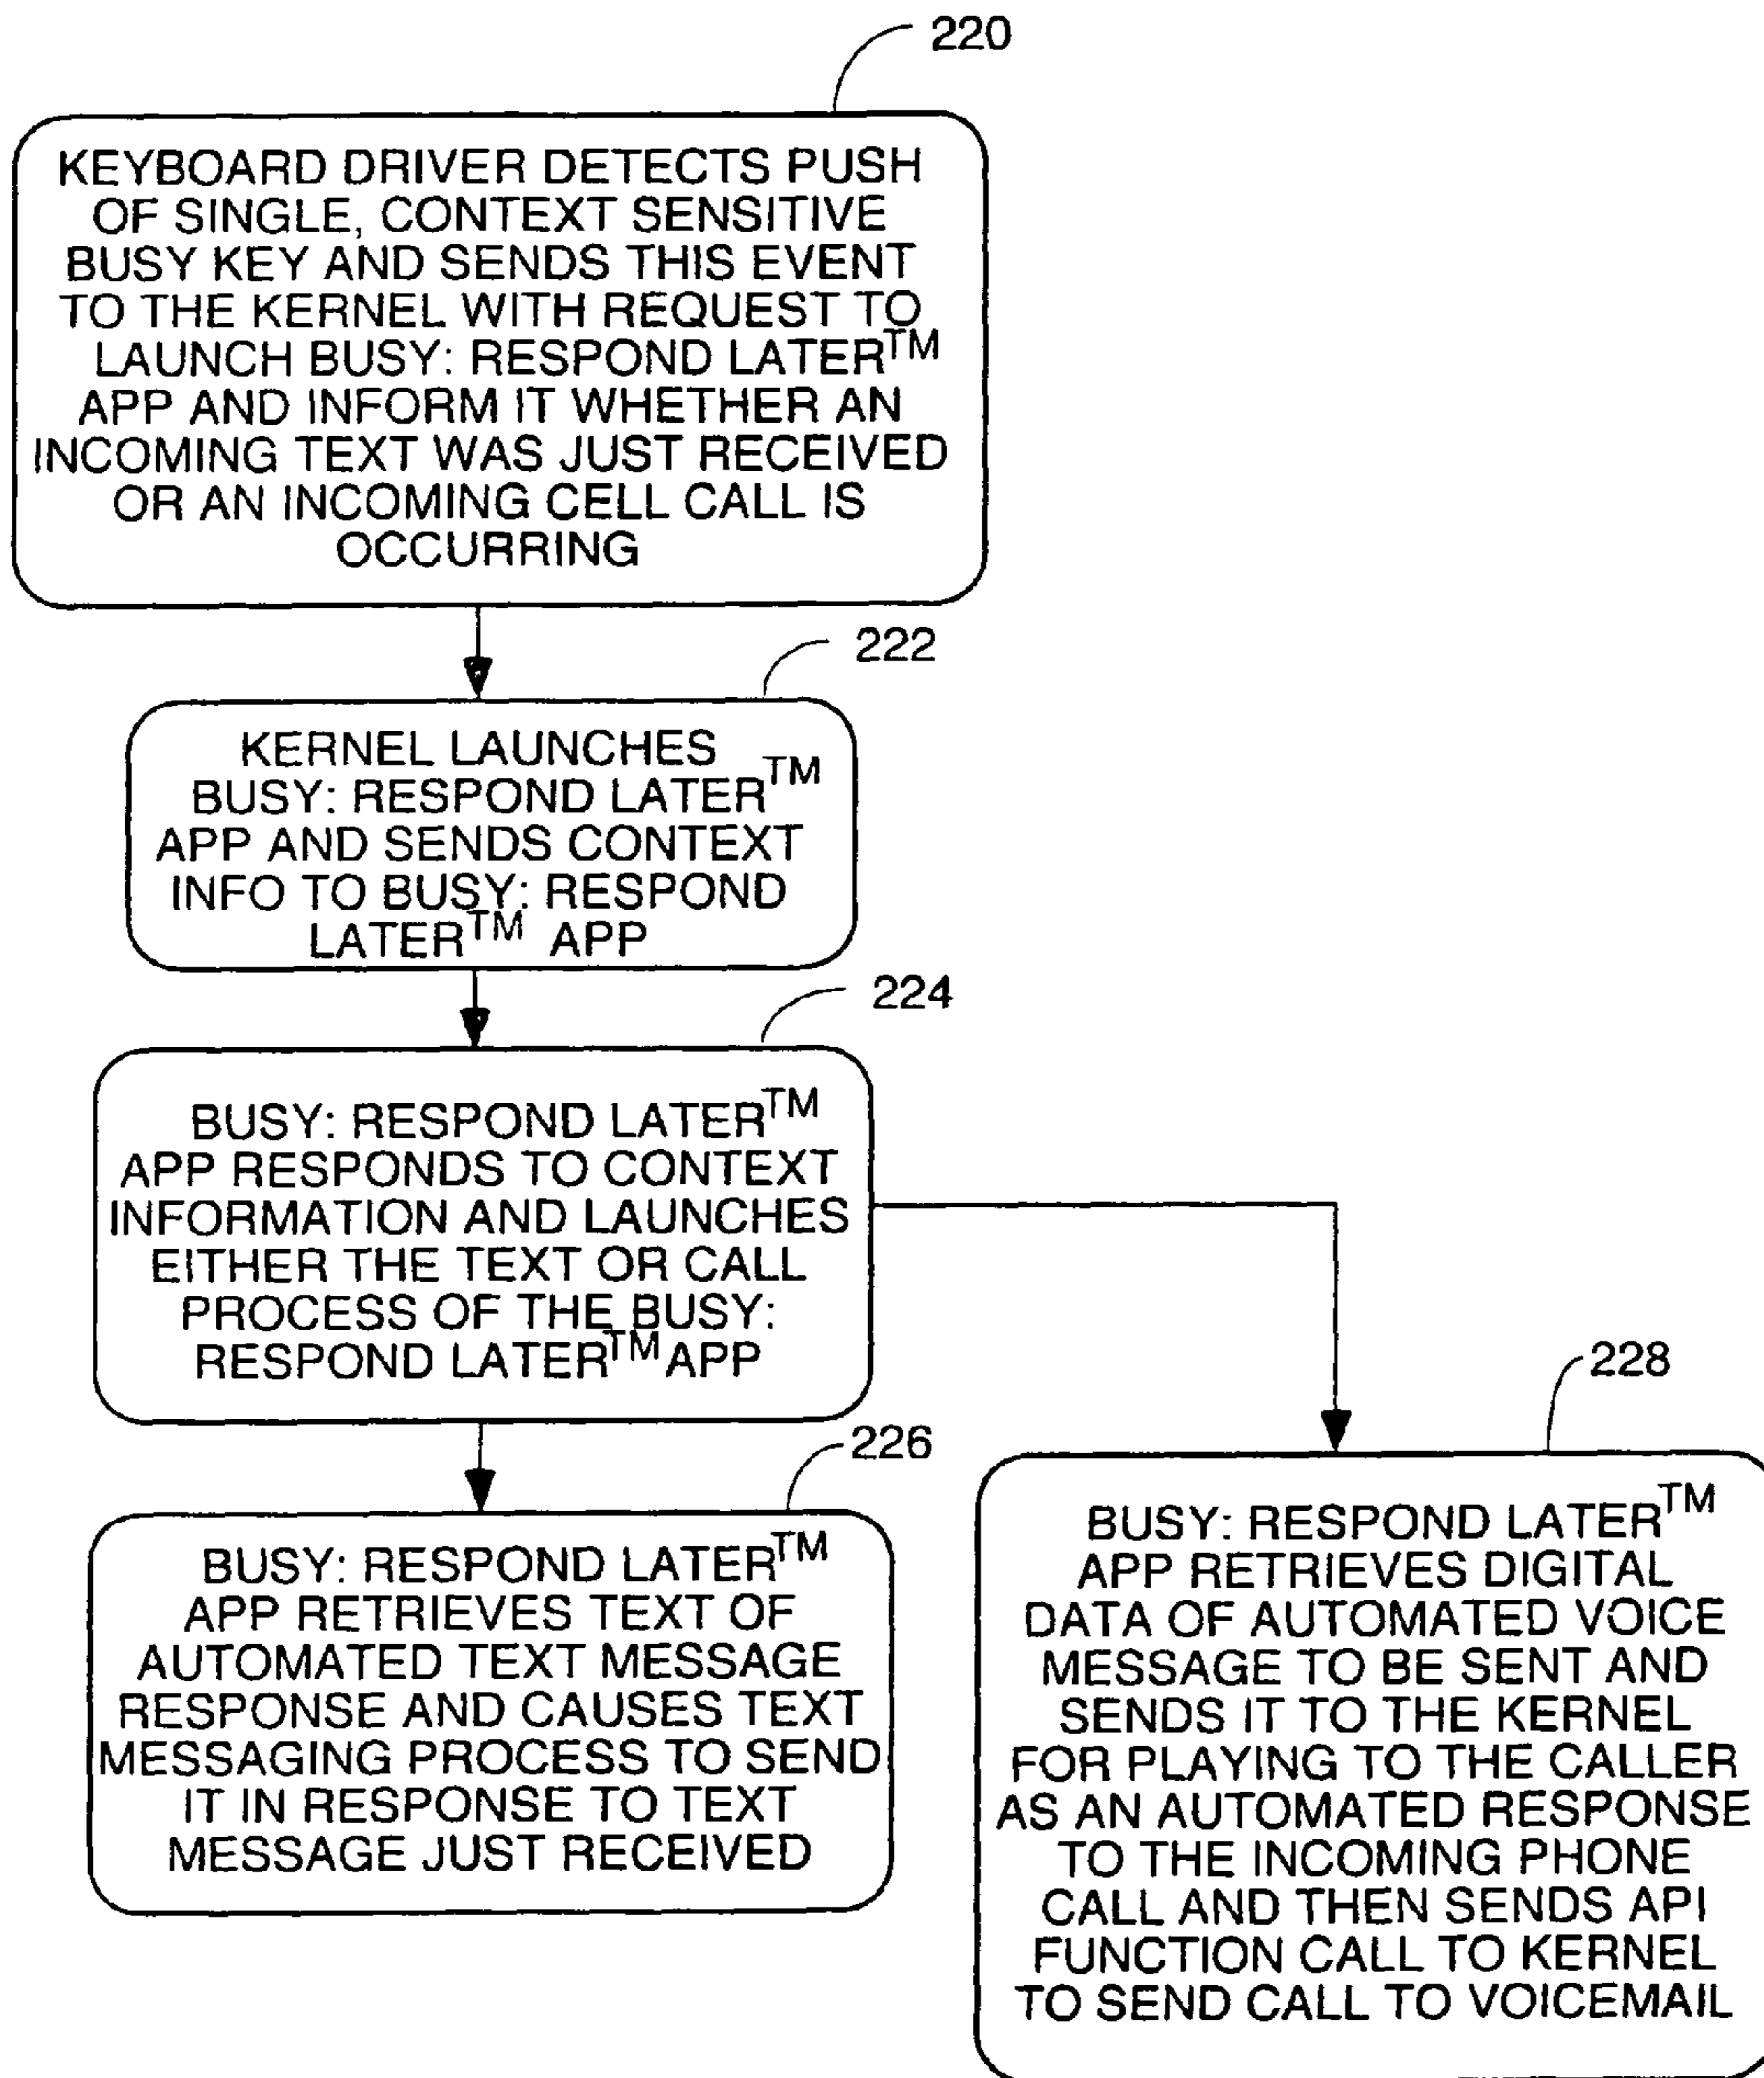 220
KEYBOARD DRIVER DETECTS PUSH
OF SINGLE, CONTEXT SENSITIVE
BUSY KEY AND SENDS THIS EVENT
TO THE KERNEL WITH REQUEST TO
LAUNCH BUSY: RESPOND LATER™
APP AND INFORM IT WHETHER AN
INCOMING TEXT WAS JUST RECEIVED
OR AN INCOMING CELL CALL IS
OCCURRING
222
KERNEL LAUNCHES
BUSY: RESPOND LATER™
APP AND SENDS CONTEXT
INFO TO BUSY: RESPOND
LATER™ APP
224
BUSY: RESPOND LATER™
APP RESPONDS TO CONTEXT
INFORMATION AND LAUNCHES
EITHER THE TEXT OR CALL
PROCESS OF THE BUSY:
RESPOND LATER™ APP
226
BUSY: RESPOND LATER™
APP RETRIEVES TEXT OF
AUTOMATED TEXT MESSAGE
RESPONSE AND CAUSES TEXT
MESSAGING PROCESS TO SEND
IT IN RESPONSE TO TEXT
MESSAGE JUST RECEIVED
228
BUSY: RESPOND LATER™
APP RETRIEVES DIGITAL
DATA OF AUTOMATED VOICE
MESSAGE TO BE SENT AND
SENDS IT TO THE KERNEL
FOR PLAYING TO THE CALLER
AS AN AUTOMATED RESPONSE
TO THE INCOMING PHONE
CALL AND THEN SENDS API
FUNCTION CALL TO KERNEL
TO SEND CALL TO VOICEMAIL